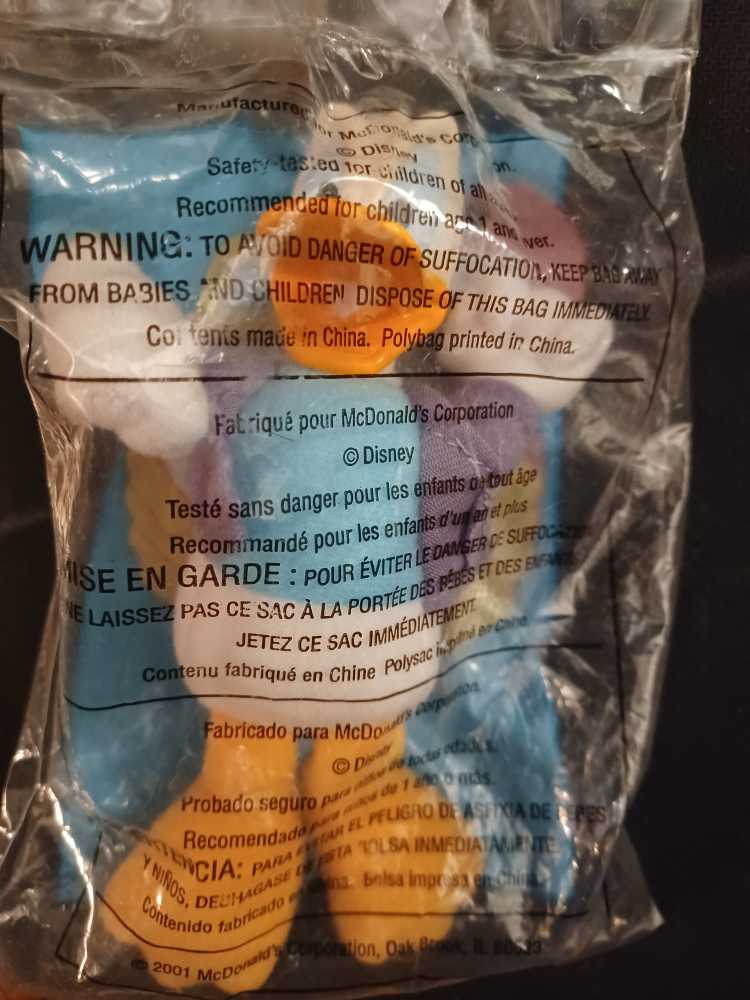 Manufactured for McDonald's Corporation.
© Disney
Safety-tested for children of all
Recommended for children age 1 and over.
WARNING: TO AVOID DANGER OF SUFFOCATION, KEEP BAG AWAY
FROM BABIES AND CHILDREN DISPOSE OF THIS BAG IMMEDIATELY.
Contents made in China. Polybag printed in China.
Fabriqué pour McDonald's Corporation
© Disney
Testé sans danger pour les enfants de tout âge
Recommandé pour les enfants d'un an et plus
MISE EN GARDE : POUR ÉVITER LE DANGER DE SUFFOCATION
NE LAISSEZ PAS CE SAC À LA PORTÉE DES BÉBÉS ET DES ENFANTS
JETEZ CE SAC IMMÉDIATEMENT.
Contenu fabriqué en Chine Polysac imprimé en Chine
Fabricado para McDonald's Corporation.
© Disney
Probado seguro para niños de todas edades.
Recomendado para niños de 1 año o más.
ADVERTENCIA: PARA EVITAR EL PELIGRO DE ASFIXIA DE BEBES
Y NIÑOS, DESHAGASE DE ESTA BOLSA INMEDIATAMENTE.
Contenido fabricado en China. Bolsa impresa en China.
© 2001 McDonald's Corporation, Oak Brook, IL 60523